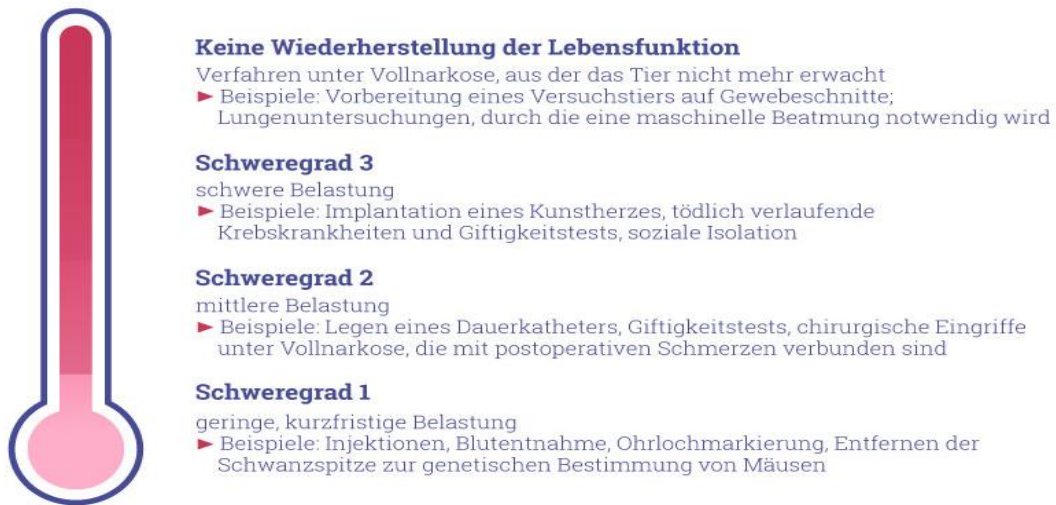 Keine Wiederherstellung der Lebensfunktion
Verfahren unter Vollnarkose, aus der das Tier nicht mehr erwacht
► Beispiele: Vorbereitung eines Versuchstiers auf Gewebeschnitte;
Lungenuntersuchungen, durch die eine maschinelle Beatmung notwendig wird
Schweregrad 3
schwere Belastung
► Beispiele: Implantation eines Kunstherzes, tödlich verlaufende
Krebskrankheiten und Giftigkeitstests, soziale Isolation
Schweregrad 2
mittlere Belastung
► Beispiele: Legen eines Dauerkatheters, Giftigkeitstests, chirurgische Eingriffe
unter Vollnarkose, die mit postoperativen Schmerzen verbunden sind
Schweregrad 1
geringe, kurzfristige Belastung
► Beispiele: Injektionen, Blutentnahme, Ohrlochmarkierung, Entfernen der
Schwanzspitze zur genetischen Bestimmung von Mäusen